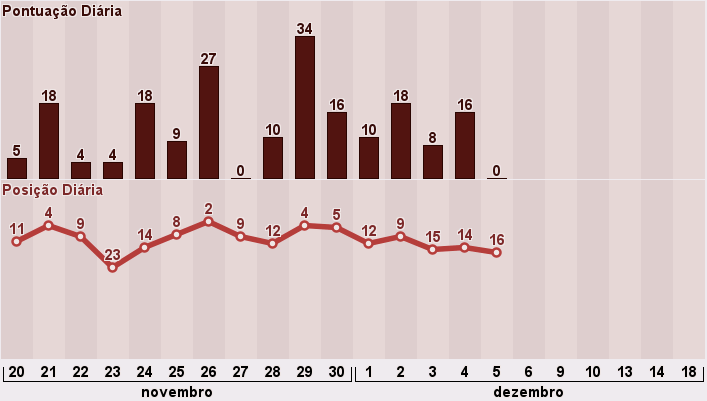 Pontuação Diária
5 18 4 4 18 9 27 0 10 34 16 10 18 8 16 0
Posição Diária
11 4 9 23 14 8 2 9 12 4 5 12 9 15 14 16
20 21 22 23 24 25 26 27 28 29 30 1 2 3 4 5 6 9 10 13 14 18
novembro dezembro